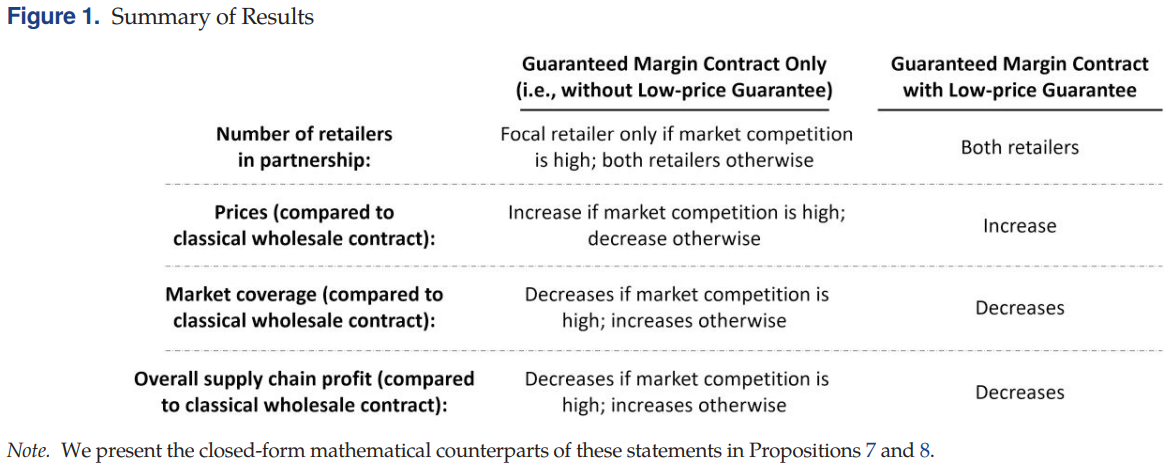 Figure 1. Summary of Results
Guaranteed Margin Contract Only
(i.e., without Low-price Guarantee)
Guaranteed Margin Contract
with Low-price Guarantee
Number of retailers
in partnership:
Focal retailer only if market competition
is high; both retailers otherwise
Both retailers
Prices (compared to
classical wholesale contract):
Increase if market competition is high;
decrease otherwise
Increase
Market coverage (compared to
classical wholesale contract):
Decreases if market competition is
high; increases otherwise
Decreases
Overall supply chain profit (compared
to classical wholesale contract):
Decreases if market competition is
high; increases otherwise
Decreases
Note. We present the closed-form mathematical counterparts of these statements in Propositions 7 and 8.